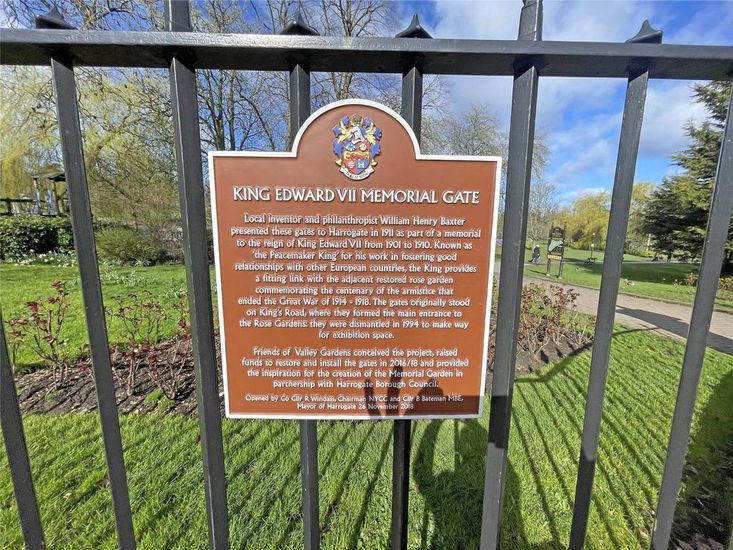 KING EDWARD VII MEMORIAL GATE
Local inventor and philanthropist William Henry Baxter
presented these gates to Harrogate in 1911 as part of a memorial
to the reign of King Edward VII from 1901 to 1910. Known as
'the Peacemaker King' for his work in fostering good
relationships with other European countries, the King provides
a fitting link with the adjacent restored rose garden
commemorating the centenary of the armistice that
ended the Great War of 1914 - 1918. The gates originally stood
on King's Road, where they formed the main entrance to
the Rose Gardens: they were dismantled in 1994 to make way
for exhibition space.
Friends of Valley Gardens conceived the project, raised
funds to restore and install the gates in 2016/18 and provided
the inspiration for the creation of the Memorial Garden in
partnership with Harrogate Borough Council.
Opened by Co Cllr R Windass, Chairman NYCC and Cllr B Bateman MBE,
Mayor of Harrogate 26 November 2018